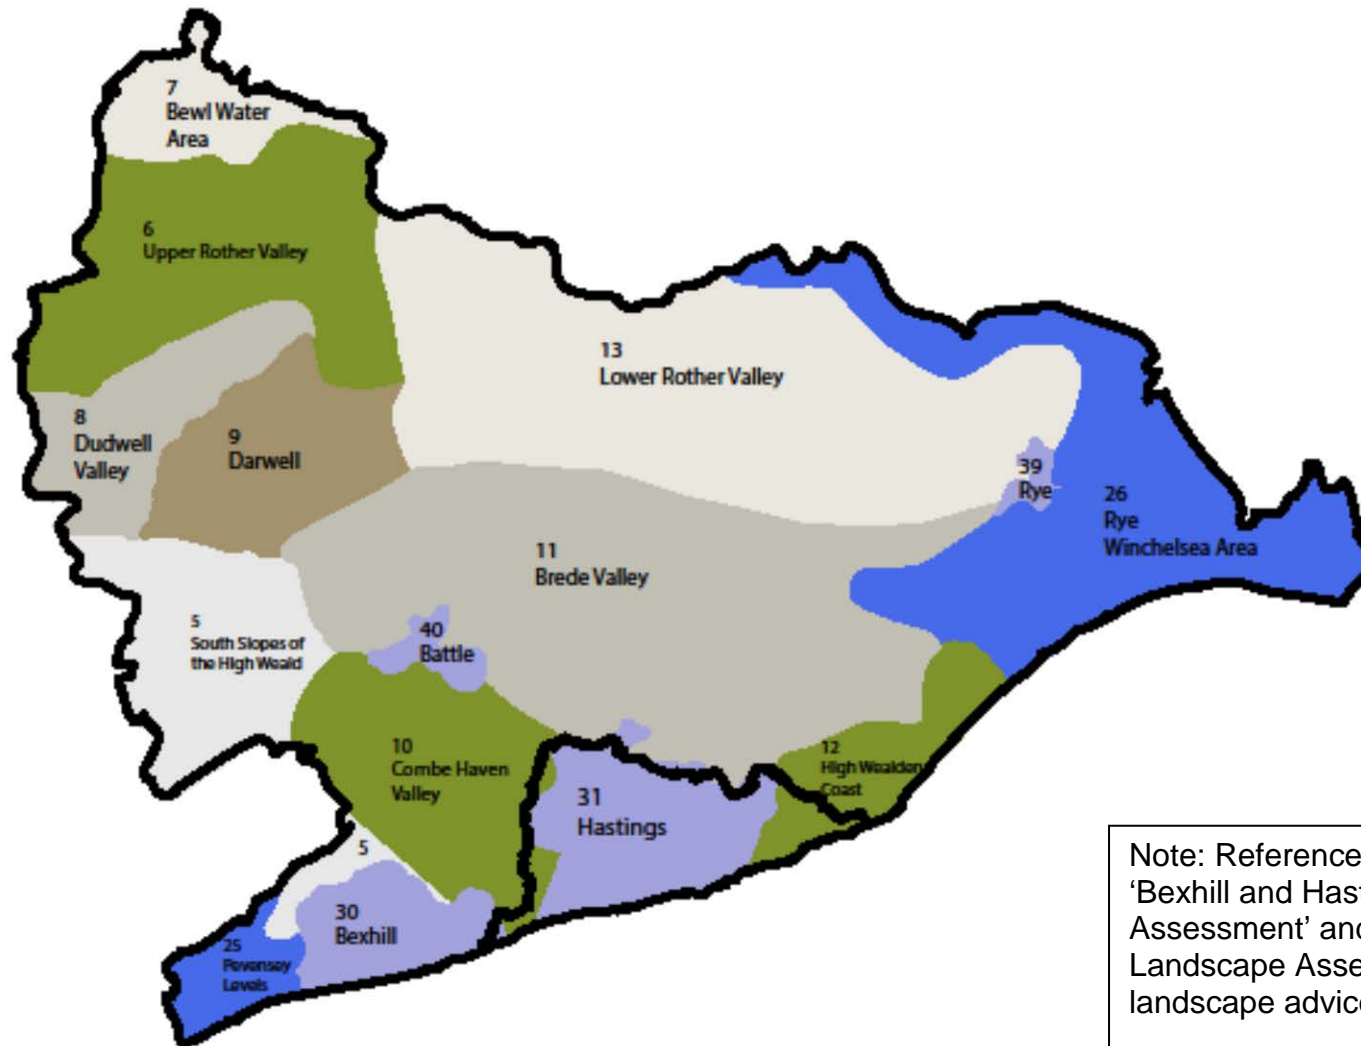 7
Bewl Water
Area
6
Upper Rother Valley
13
Lower Rother Valley
8
Dudwell
Valley
9
Darwell
39
Rye
26
Rye
Winchelsea Area
11
Brede Valley
5
South Slopes of
the High Weald
40
Battle
10
Combe Haven
Valley
12
High Wealden
Coast
31
Hastings
5
30
Bexhill
25
Pevensey
Levels
Note: Reference
‘Bexhill and Hast
Assessment’ and
Landscape Asse
landscape advice